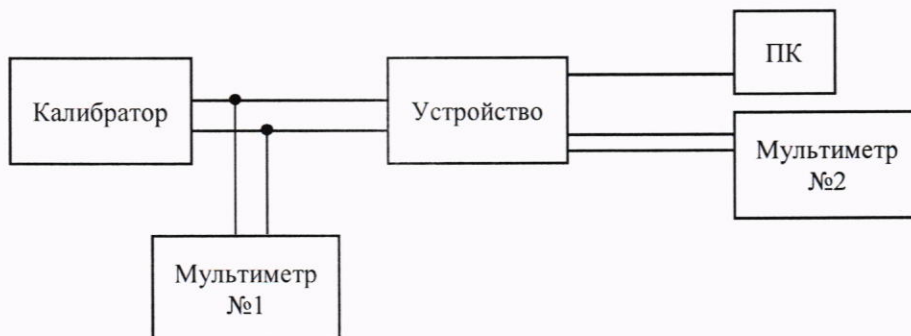 ПК
Калибратор
Устройство
Мультиметр
№2
Мультиметр
№1